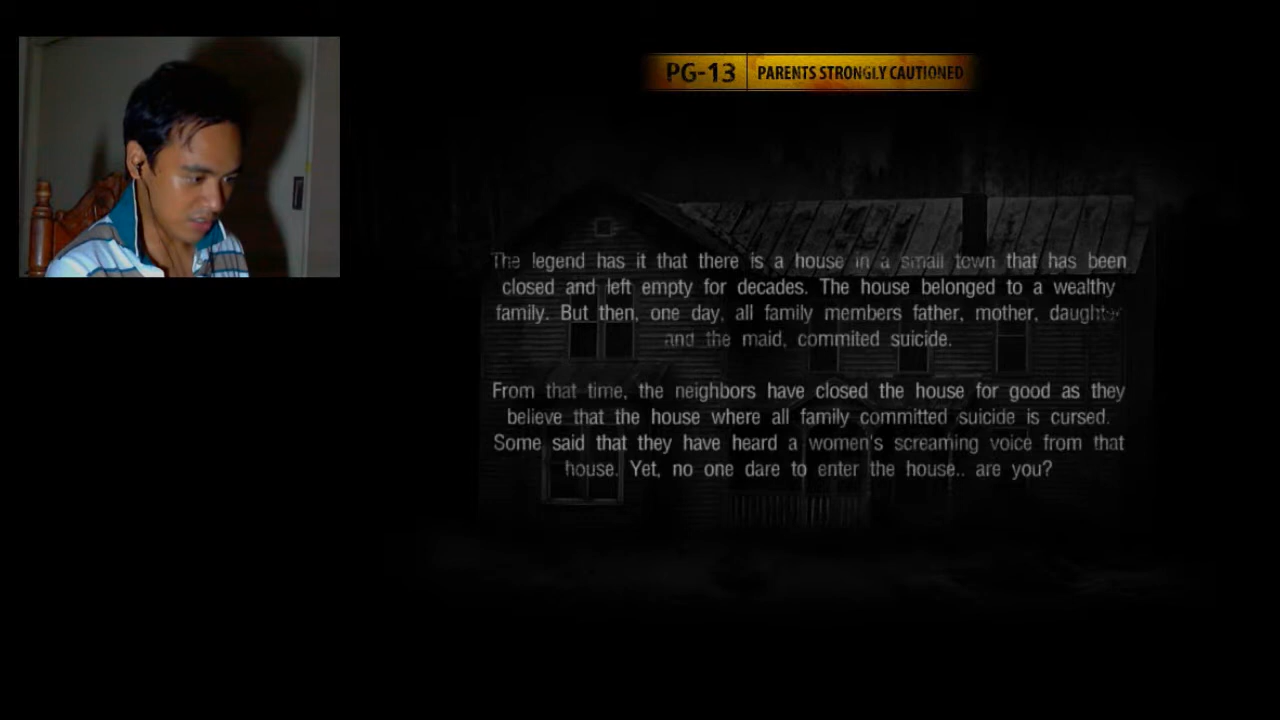 PG-13 PARENTS STRONGLY CAUTIONED
The legend has it that there is a house in a small town that has been
closed and left empty for decades. The house belonged to a wealthy
family. But then, one day, all family members father, mother, daughter
and the maid, commited suicide.
From that time, the neighbors have closed the house for good as they
believe that the house where all family committed suicide is cursed.
Some said that they have heard a women's screaming voice from that
house. Yet, no one dare to enter the house.. are you?